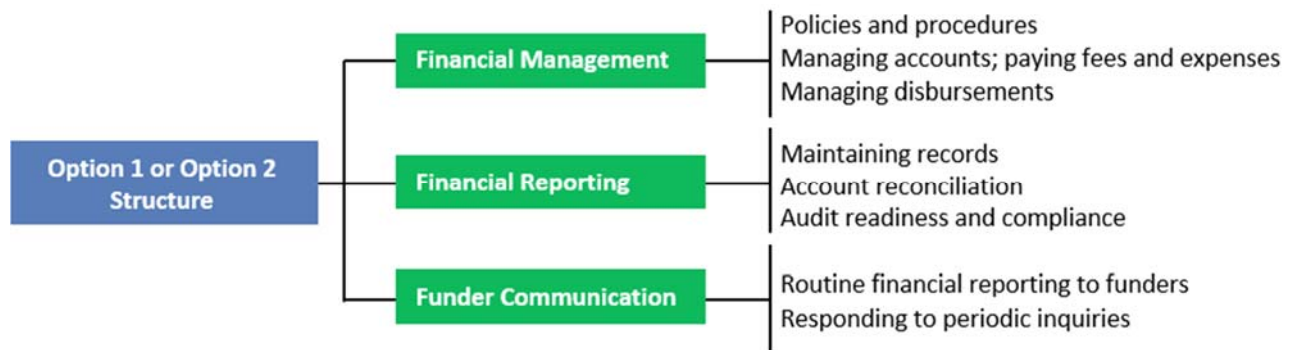 Option 1 or Option 2
Structure
Financial Management
Policies and procedures
Managing accounts; paying fees and expenses
Managing disbursements
Financial Reporting
Maintaining records
Account reconciliation
Audit readiness and compliance
Funder Communication
Routine financial reporting to funders
Responding to periodic inquiries